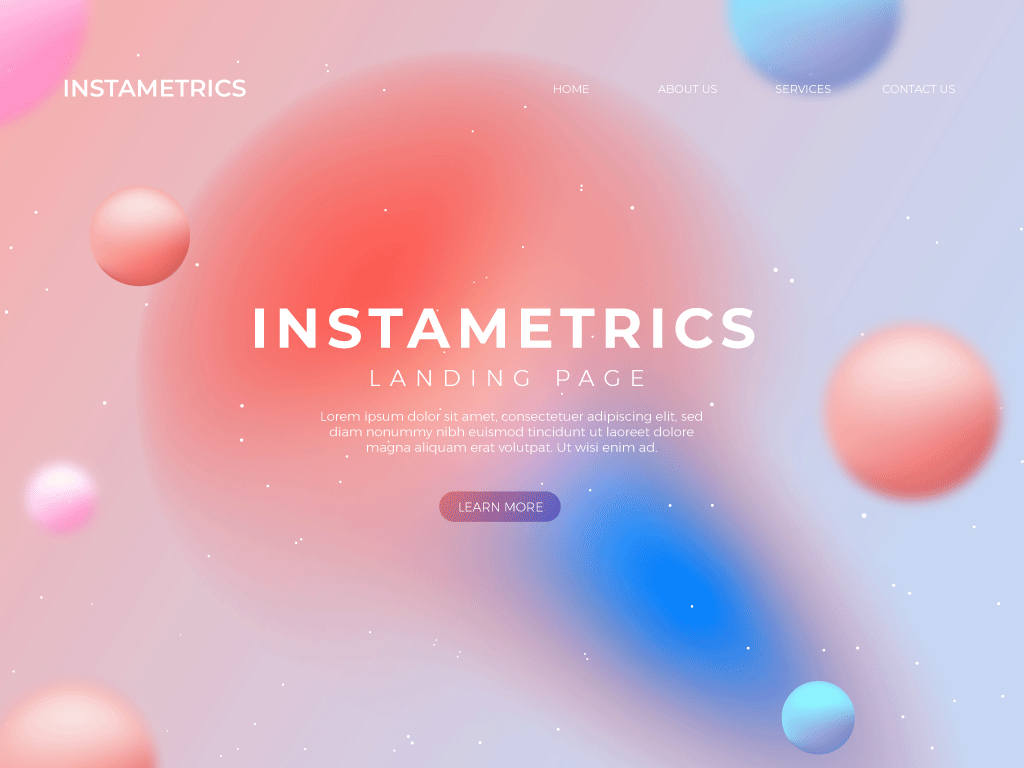 INSTAMETRICS
HOME ABOUT US SERVICES CONTACT US
INSTAMETRICS
LANDING PAGE
Lorem ipsum dolor sit amet, consectetuer adipiscing elit, sed
diam nonummy nibh euismod tincidunt ut laoreet dolore
magna aliquam erat volutpat. Ut wisi enim ad.
LEARN MORE